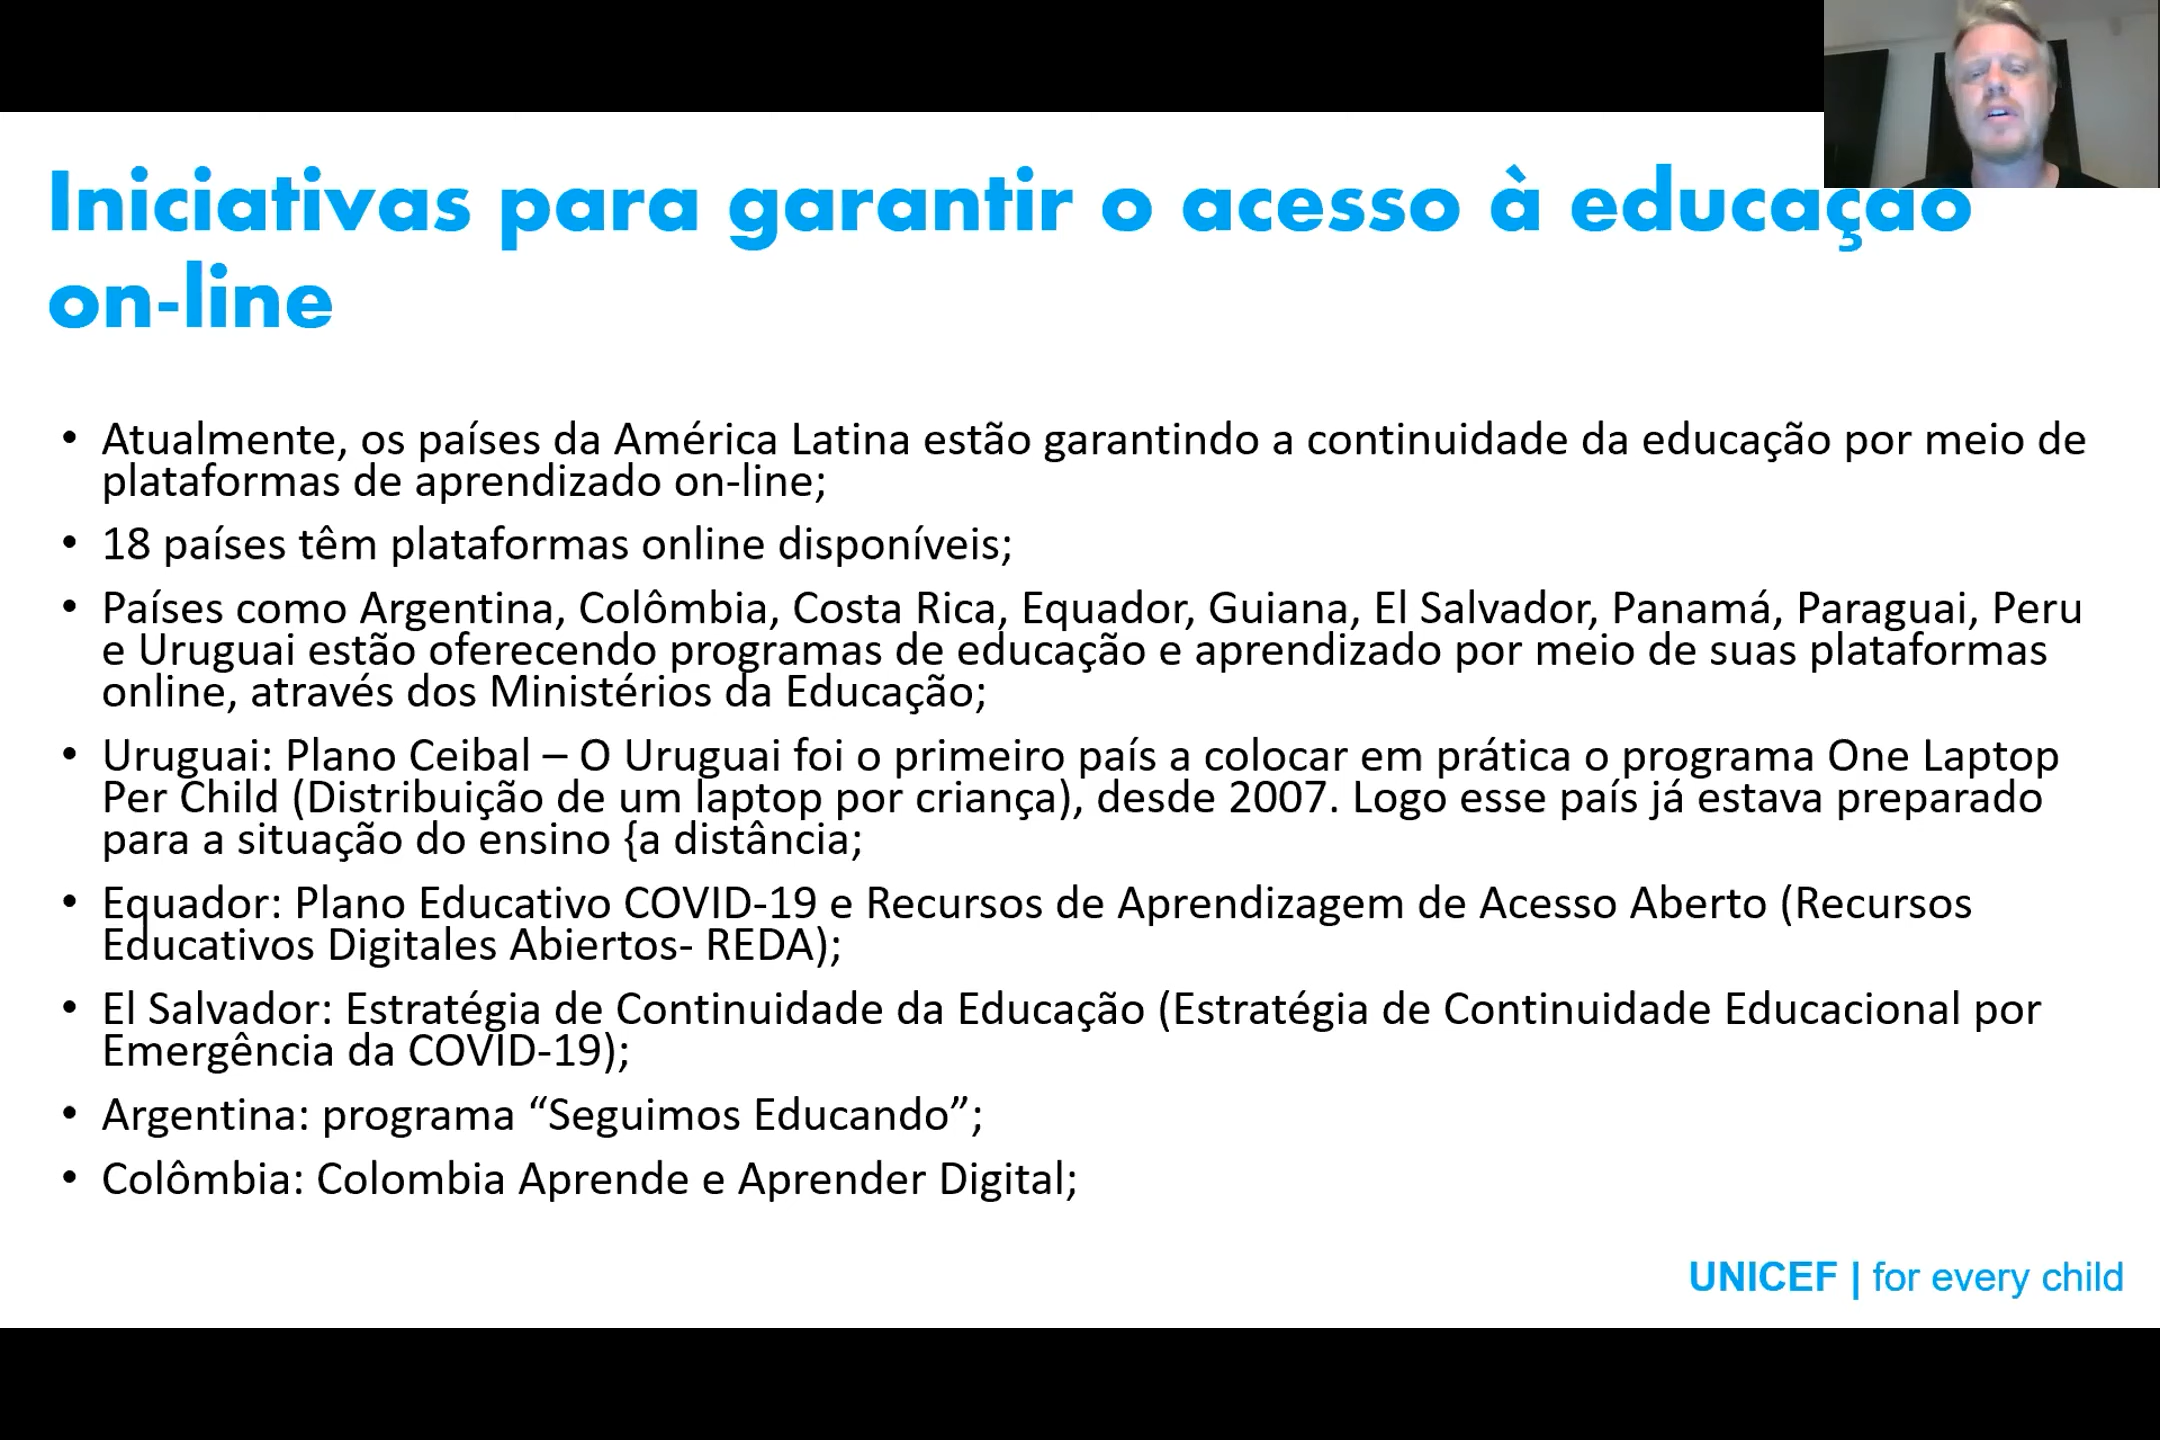 Iniciativas para garantir o acesso à educação
on-line
• Atualmente, os países da América Latina estão garantindo a continuidade da educação por meio de
plataformas de aprendizado on-line;
• 18 países têm plataformas online disponíveis;
• Países como Argentina, Colômbia, Costa Rica, Equador, Guiana, El Salvador, Panamá, Paraguai, Peru
e Uruguai estão oferecendo programas de educação e aprendizado por meio de suas plataformas
online, através dos Ministérios da Educação;
• Uruguai: Plano Ceibal – O Uruguai foi o primeiro país a colocar em prática o programa One Laptop
Per Child (Distribuição de um laptop por criança), desde 2007. Logo esse país já estava preparado
para a situação do ensino {a distância;
• Equador: Plano Educativo COVID-19 e Recursos de Aprendizagem de Acesso Aberto (Recursos
Educativos Digitales Abiertos- REDA);
• El Salvador: Estratégia de Continuidade da Educação (Estratégia de Continuidade Educacional por
Emergência da COVID-19);
• Argentina: programa “Seguimos Educando”;
• Colômbia: Colombia Aprende e Aprender Digital;
UNICEF | for every child